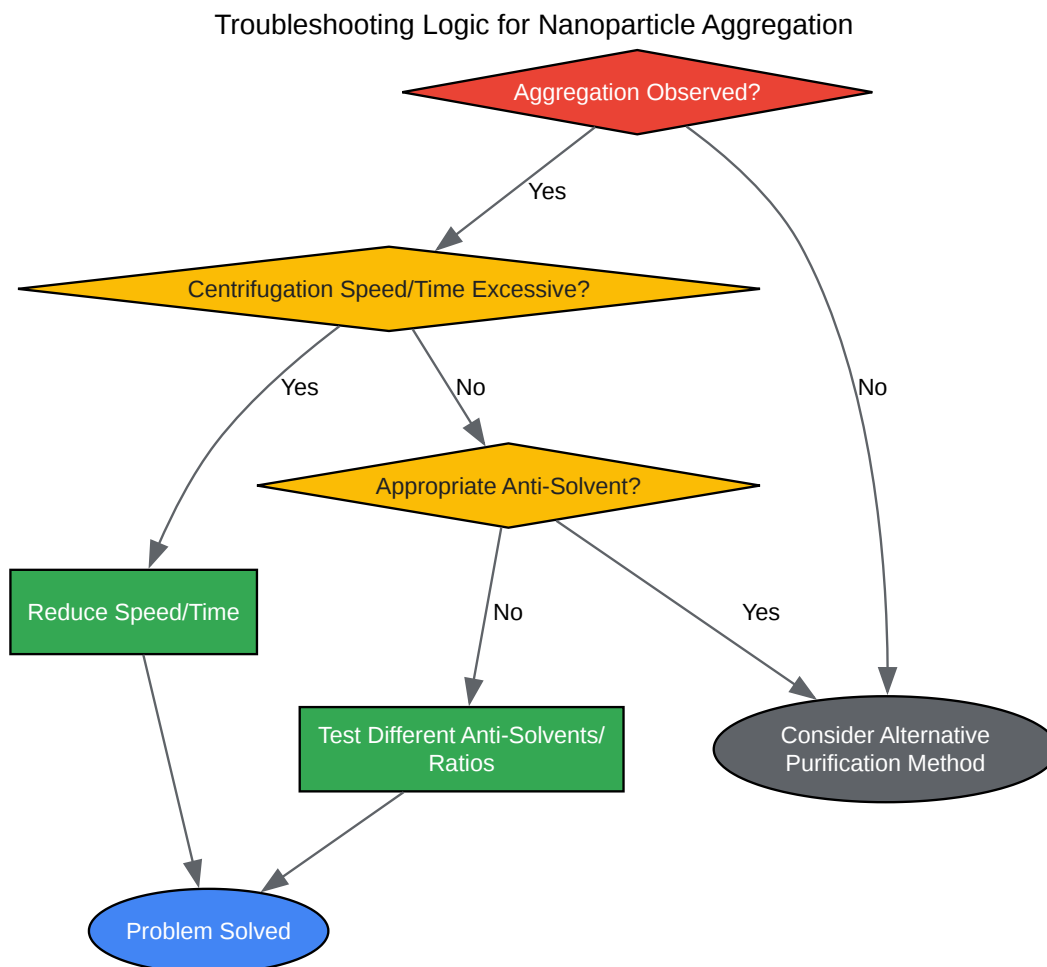 Troubleshooting Logic for Nanoparticle Aggregation
Aggregation Observed?
Yes
Centrifugation Speed/Time Excessive?
Yes
No
No
Appropriate Anti-Solvent?
Reduce Speed/Time
No
Yes
Test Different Anti-Solvents/
Ratios
Consider Alternative
Purification Method
Problem Solved